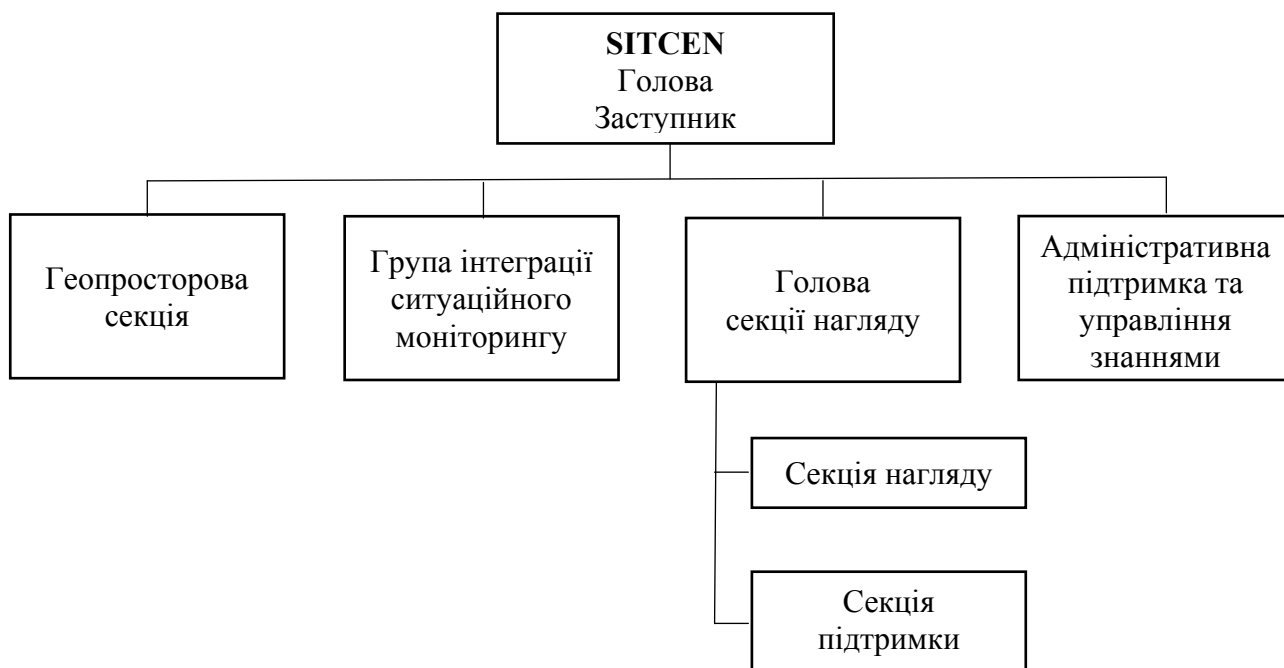 SITCEN
Голова
Заступник
Геопросторова
секція
Група інтеграції
ситуаційного
моніторингу
Голова
секції нагляду
Адміністративна
підтримка та
управління
знаннями
Секція нагляду
Секція
підтримки